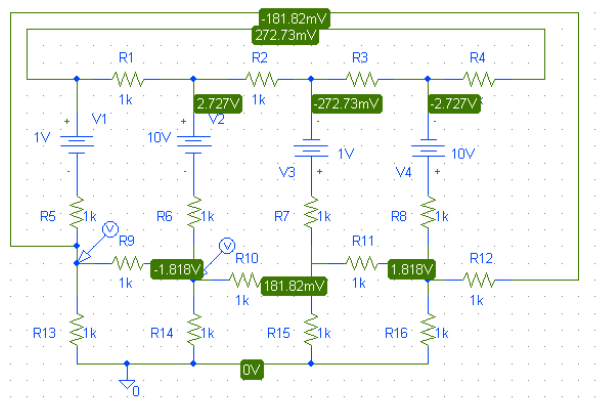 -181.82mV
272.73mV
R1 R2 R3 R4
1k 1k 1k
2.727V -272.73mV -2.727V
+ V1 + V2 - -
1V 10V 1V 10V
- - V3 + V4 +
R5 1k R6 1k R7 1k R8 1k
V V
R9 R10 R11 R12
-1.818V 181.82mV 1.818V
1k 1k 1k 1k
R13 1k R14 1k R15 1k R16 1k
0V
0